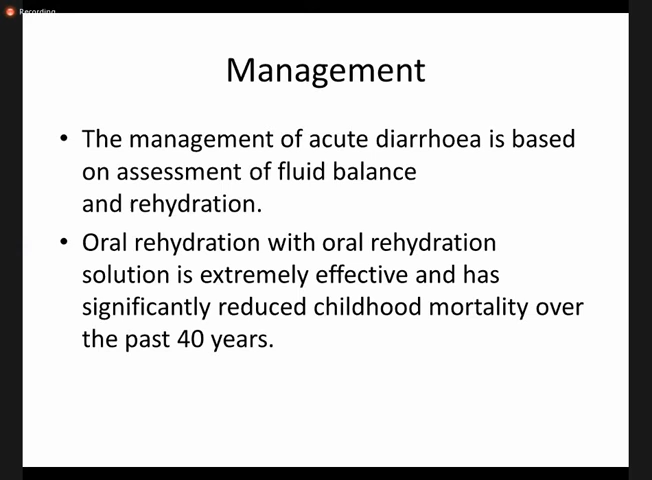 Recording
Management
• The management of acute diarrhoea is based
on assessment of fluid balance
and rehydration.
• Oral rehydration with oral rehydration
solution is extremely effective and has
significantly reduced childhood mortality over
the past 40 years.